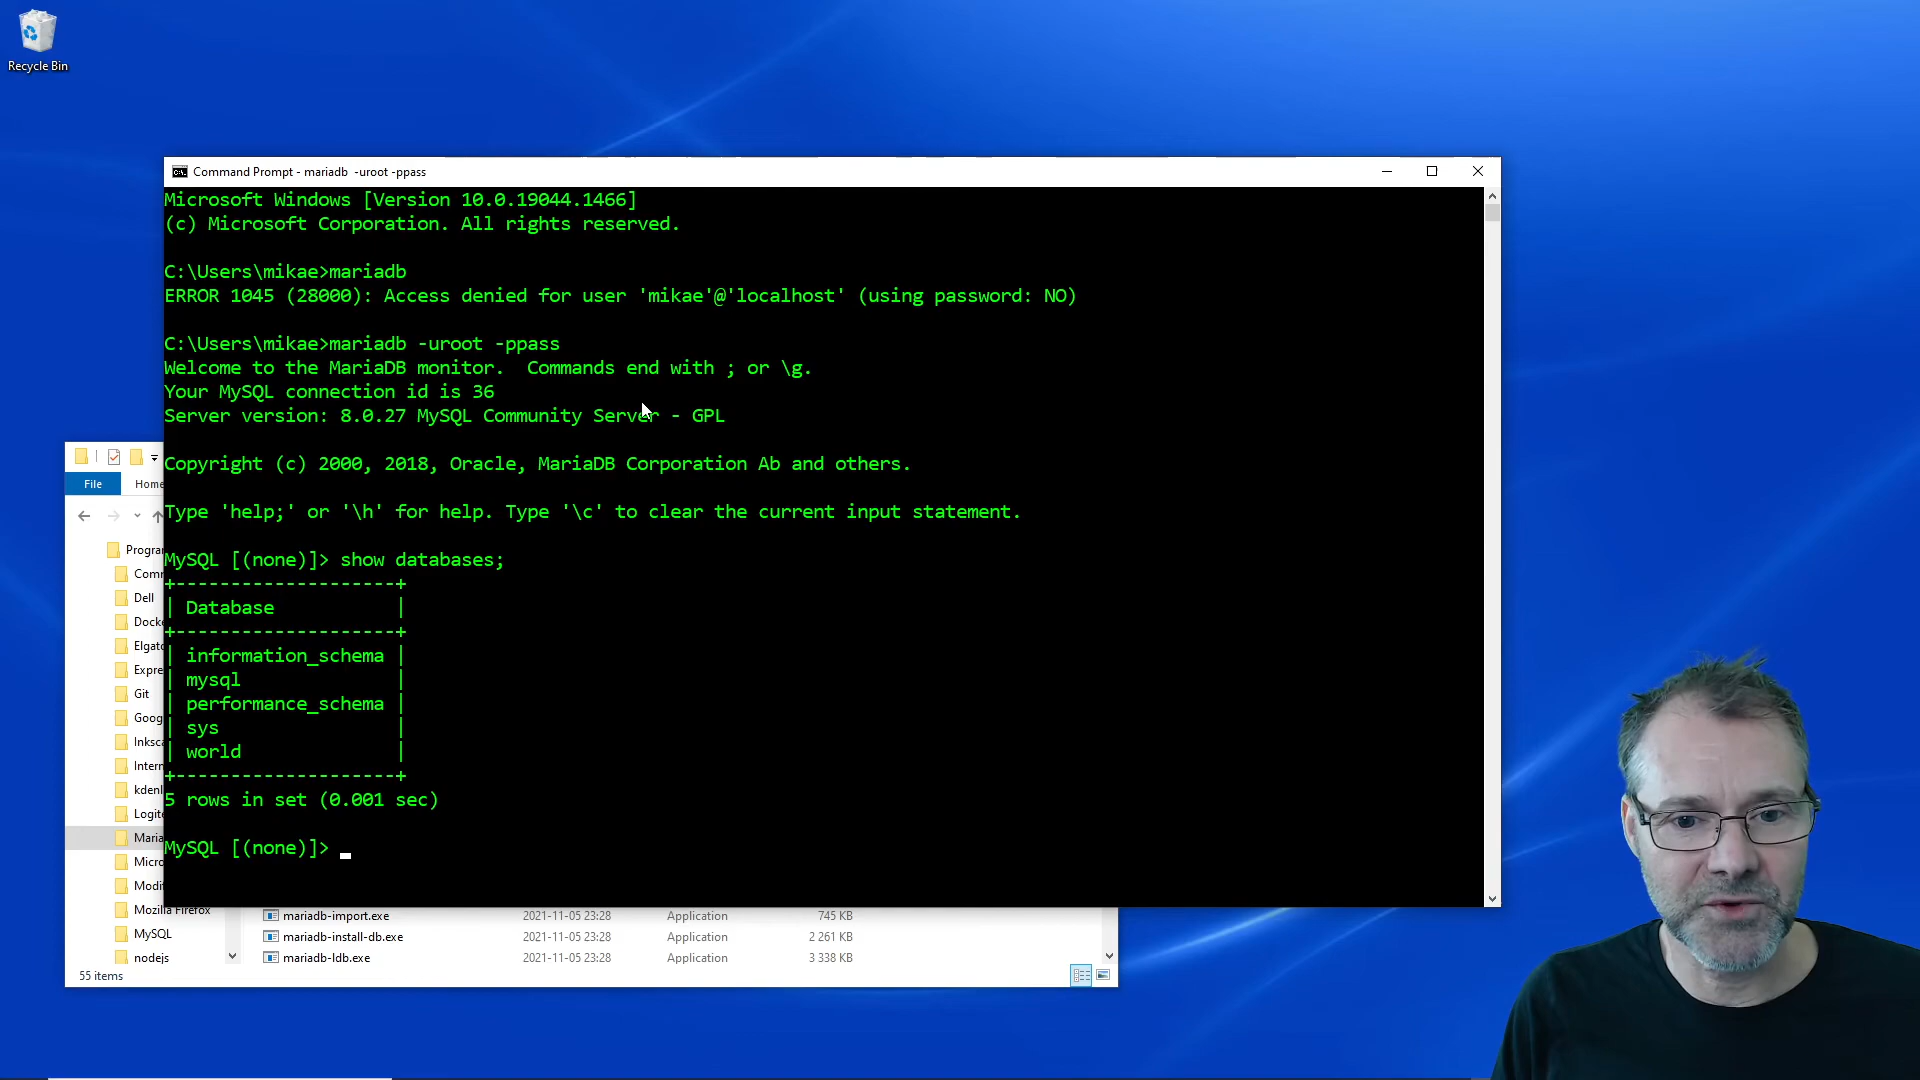 Recycle Bin
Command Prompt - mariadb -uroot -ppass
Microsoft Windows [Version 10.0.19044.1466]
(c) Microsoft Corporation. All rights reserved.
C:\Users\mikae>mariadb
ERROR 1045 (28000): Access denied for user 'mikae'@'localhost' (using password: NO)
C:\Users\mikae>mariadb -uroot -ppass
Welcome to the MariaDB monitor.  Commands end with ; or \g.
Your MySQL connection id is 36
Server version: 8.0.27 MySQL Community Server - GPL
Copyright (c) 2000, 2018, Oracle, MariaDB Corporation Ab and others.
Type 'help;' or '\h' for help. Type '\c' to clear the current input statement.
MySQL [(none)]> show databases;
+--------------------+
| Database           |
+--------------------+
| information_schema |
| mysql              |
| performance_schema |
| sys                |
| world              |
+--------------------+
5 rows in set (0.001 sec)
MySQL [(none)]>
File Home
Progra
Comm
Dell
Docke
Elgato
Expre
Git
Goog
Inksca
Intern
kdenl
Logite
Maria
Micro
Modif
Mozilla Firefox
MySQL
nodejs
mariadb-import.exe 2021-11-05 23:28 Application 745 KB
mariadb-install-db.exe 2021-11-05 23:28 Application 2 261 KB
mariadb-ldb.exe 2021-11-05 23:28 Application 3 338 KB
55 items